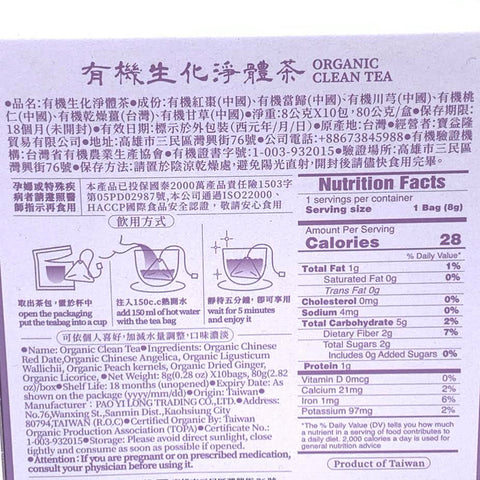 有機生化淨體茶 ORGANIC CLEAN TEA
●品名:有機生化淨體茶●成份:有機紅棗(中國)、有機當歸(中國)、有機川芎(中國)、有機桃
仁(中國)、有機乾燥薑(台灣)、有機甘草(中國)●淨重:8公克X10包,80公克/盒●保存期限:
18個月(未開封)●有效日期:標示於外包裝(西元年/月/日)●原產地:台灣●經營者:寶益隆
貿易有限公司●地址:高雄市三民區灣興街76號●電話:+88673845988●有機驗證機
構:台灣省有機農業生產協會●有機證書字號:1-003-932015●驗證場所:高雄市三民區
灣興街76號●保存方法:請置於陰涼乾燥處,避免陽光直射,開封後請儘快食用完畢。
孕婦或特殊疾
病者請遵照醫
師指示再食用
本產品已投保國泰2000萬產品責任險1503字
第05PD02987號,本公司通過ISO22000、
HACCP國際食品安全認證,敬請安心食用
飲用方式
取出茶包,置於杯中
open the packaging
put the teabag into a cup
注入150c.c熱開水
add 150 ml of hot water
with the tea bag
靜待五分鐘,即可享用
wait for 5 minutes
and enjoy it
可依個人喜好,加減水量調整,口味濃淡
●Name: Organic Clean Tea●Ingredients: Organic Chinese
Red Date,Organic Chinese Angelica, Organic Ligusticum
Wallichii, Organic Peach kernels, Organic Dried Ginger,
Organic Licorice,●Net Weight: 8g(0.28 oz) X10bags, 80g(2.82
oz)/box●Shelf Life: 18 months (unopened)●Expiry Date: As
shown on the package (yyyy/mm/dd)●Origin: Taiwan●
Manufacturer: PAO YI LONG TRADING CO., LTD.●Address:
No.76,Wanxing St.,Sanmin Dist.,Kaohsiung City
80794,TAIWAN (R.O.C)●Certified Organic By: Taiwan
Organic Production Association (TOPA)●Certificate No.:
1-003-932015●Storage: Avoid direct sunlight, close tightly
and consume as soon as possible if opened.
●Attention: If you are pregnant or on prescribed medication,
consult your physician before using it.
Nutrition Facts
1 servings per container
Serving size 1 Bag (8g)
Amount Per Serving
Calories 28
% Daily Value*
Total Fat 1g 1%
Saturated Fat 0g 0%
Trans Fat 0g
Cholesterol 0mg 0%
Sodium 4mg 0%
Total Carbohydrate 5g 2%
Dietary Fiber 2g 7%
Total Sugars 2g
Includes 0g Added Sugars 0%
Protein 1g
Vitamin D 0mcg 0%
Calcium 21mg 2%
Iron 1mg 6%
Potassium 97mg 2%
*The % Daily Value (DV) tells you how much
a nutrient in a serving of food contributes to
a daily diet. 2,000 calories a day is used for
general nutrition advice
Product of Taiwan